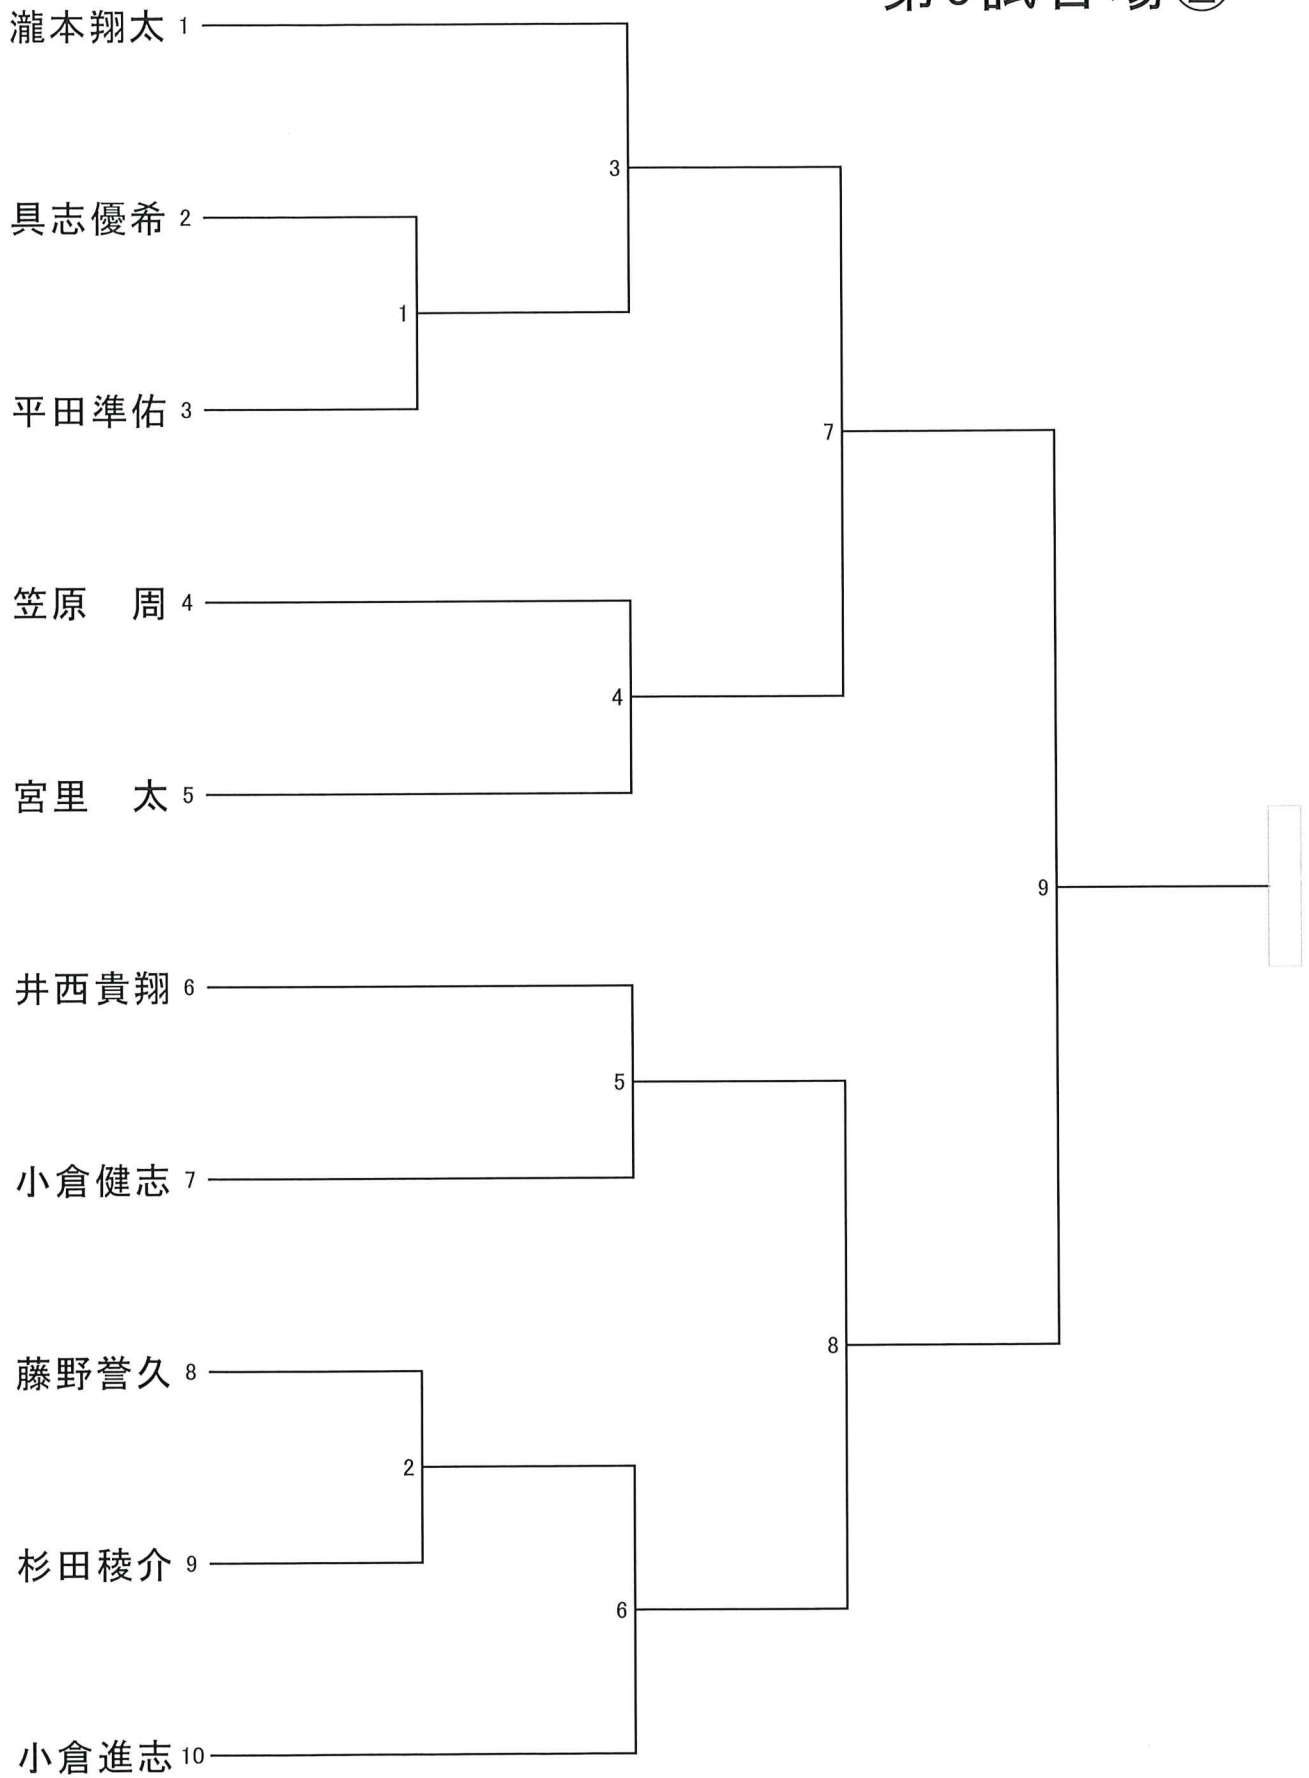 瀧本翔太 1
3
具志優希 2
1
平田準佑 3
7
笠原　周 4
4
宮里　太 5
9
井西貴翔 6
5
小倉健志 7
8
藤野誉久 8
2
杉田稜介 9
6
小倉進志 10